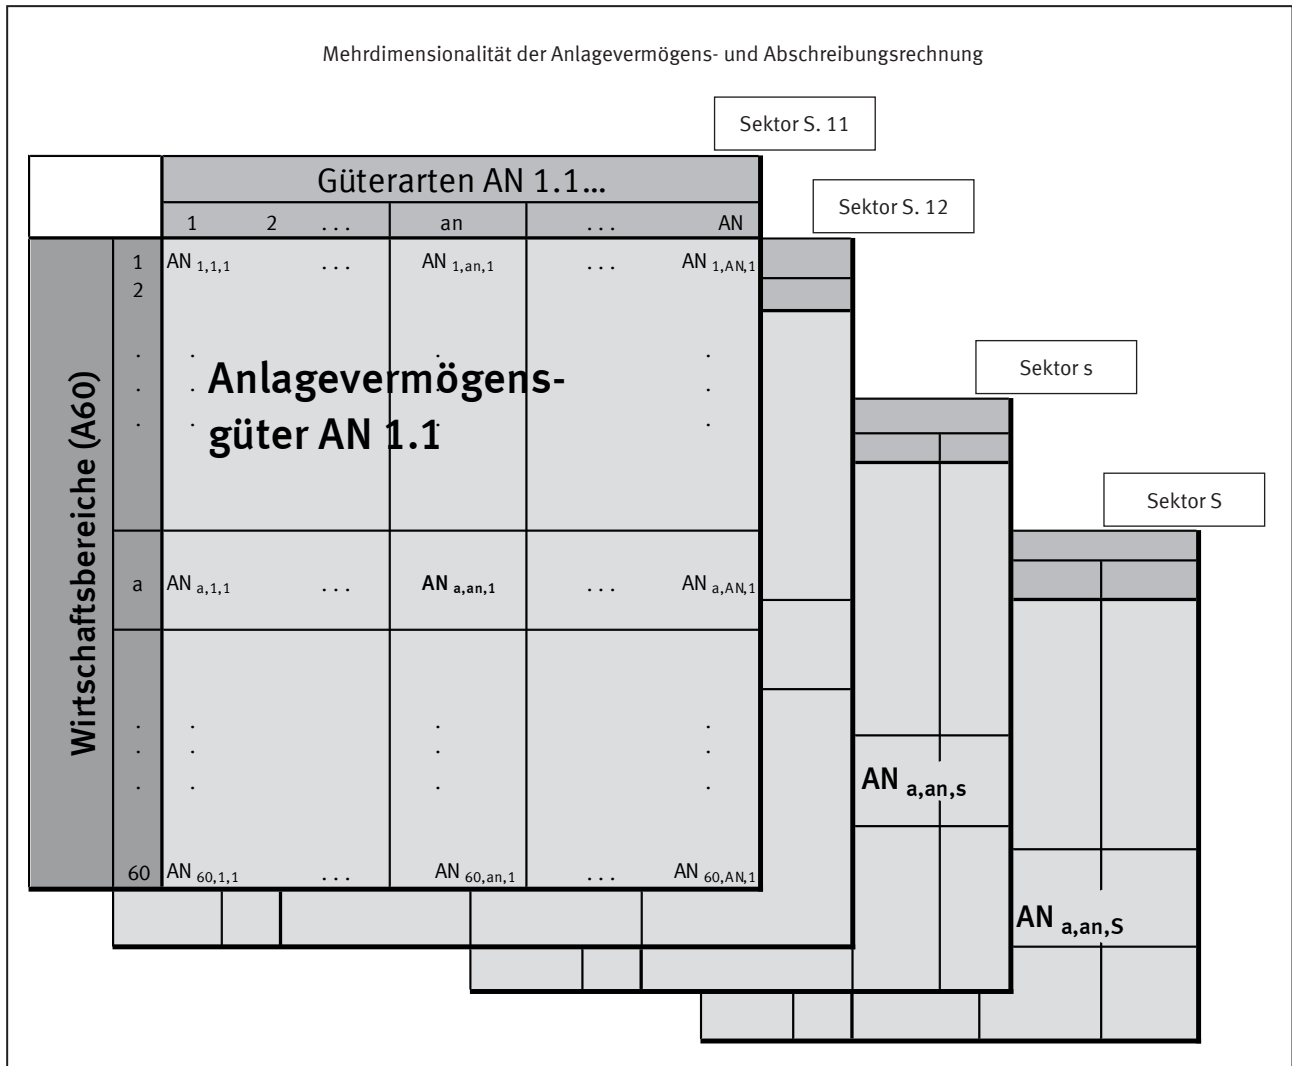 Mehrdimensionalität der Anlagevermögens- und Abschreibungsrechnung
Sektor S. 11
Güterarten AN 1.1...
Sektor S. 12
1 2 ... an ... AN
1 AN 1,1,1 ... AN 1,an,1 ... AN 1,AN,1
2
. . . .
Anlagevermögens-
. . . .
güter AN 1.1
. . . .
Sektor s
Wirtschaftsbereiche (A60)
Sektor S
a AN a,1,1 ... AN a,an,1 ... AN a,AN,1
. . . .
. . . .
AN a,an,s
. . . .
60 AN 60,1,1 ... AN 60,an,1 ... AN 60,AN,1
AN a,an,S